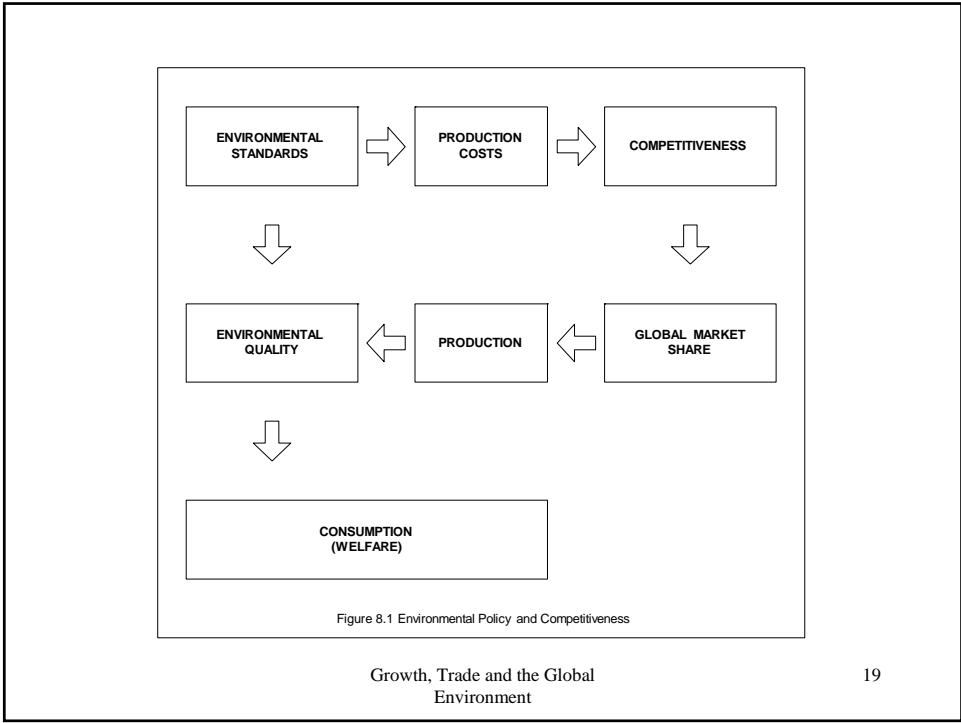 ENVIRONMENTAL
STANDARDS
PRODUCTION
COSTS
COMPETITIVENESS
ENVIRONMENTAL
QUALITY
PRODUCTION
GLOBAL MARKET
SHARE
CONSUMPTION
(WELFARE)
Figure 8.1 Environmental Policy and Competitiveness
Growth, Trade and the Global
Environment
19